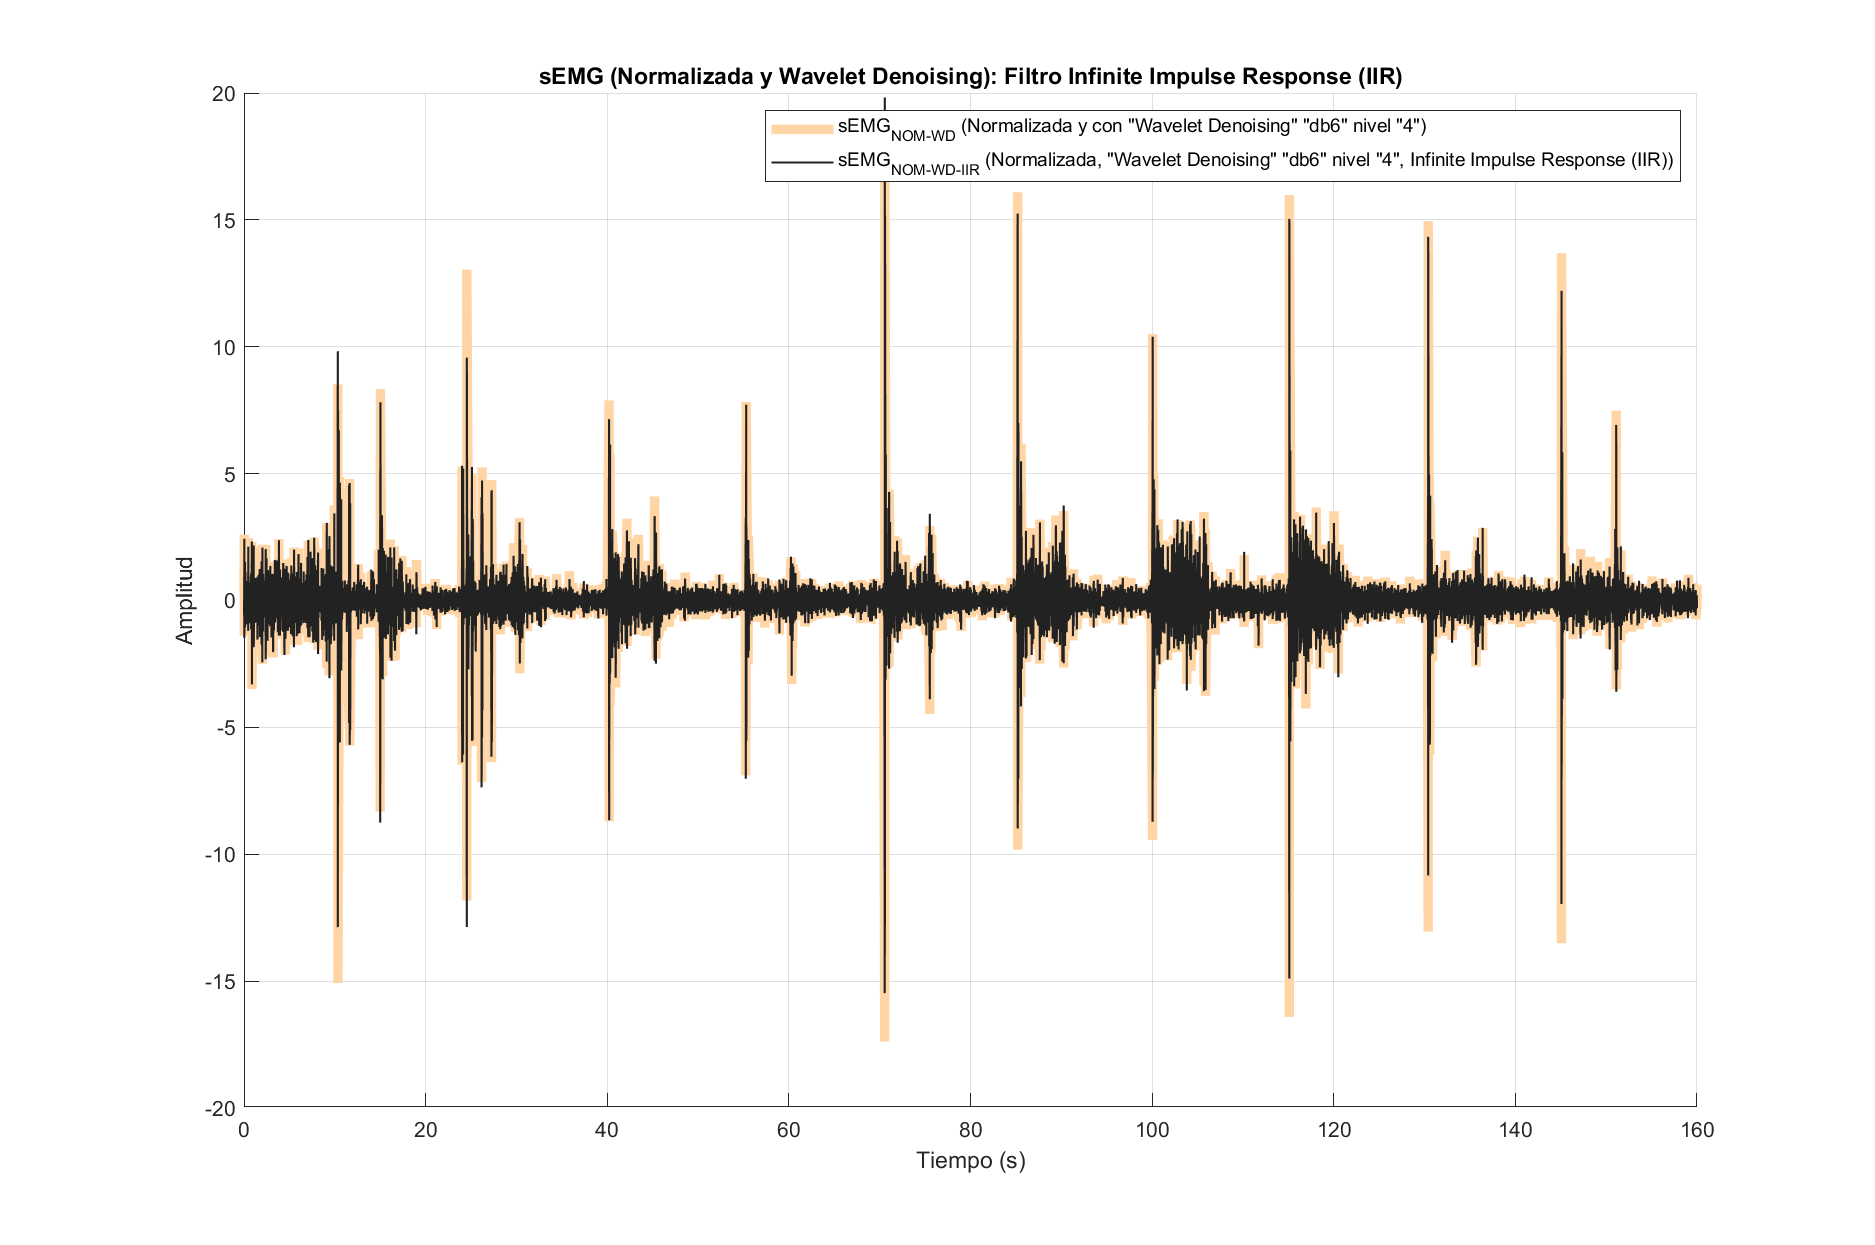 sEMG (Normalizada y Wavelet Denoising): Filtro Infinite Impulse Response (IIR)
sEMG_NOM-WD (Normalizada y con "Wavelet Denoising" "db6" nivel "4")
sEMG_NOM-WD-IIR (Normalizada, "Wavelet Denoising" "db6" nivel "4", Infinite Impulse Response (IIR))
20
15
10
5
0
-5
-10
-15
-20
Amplitud
0 20 40 60 80 100 120 140 160
Tiempo (s)